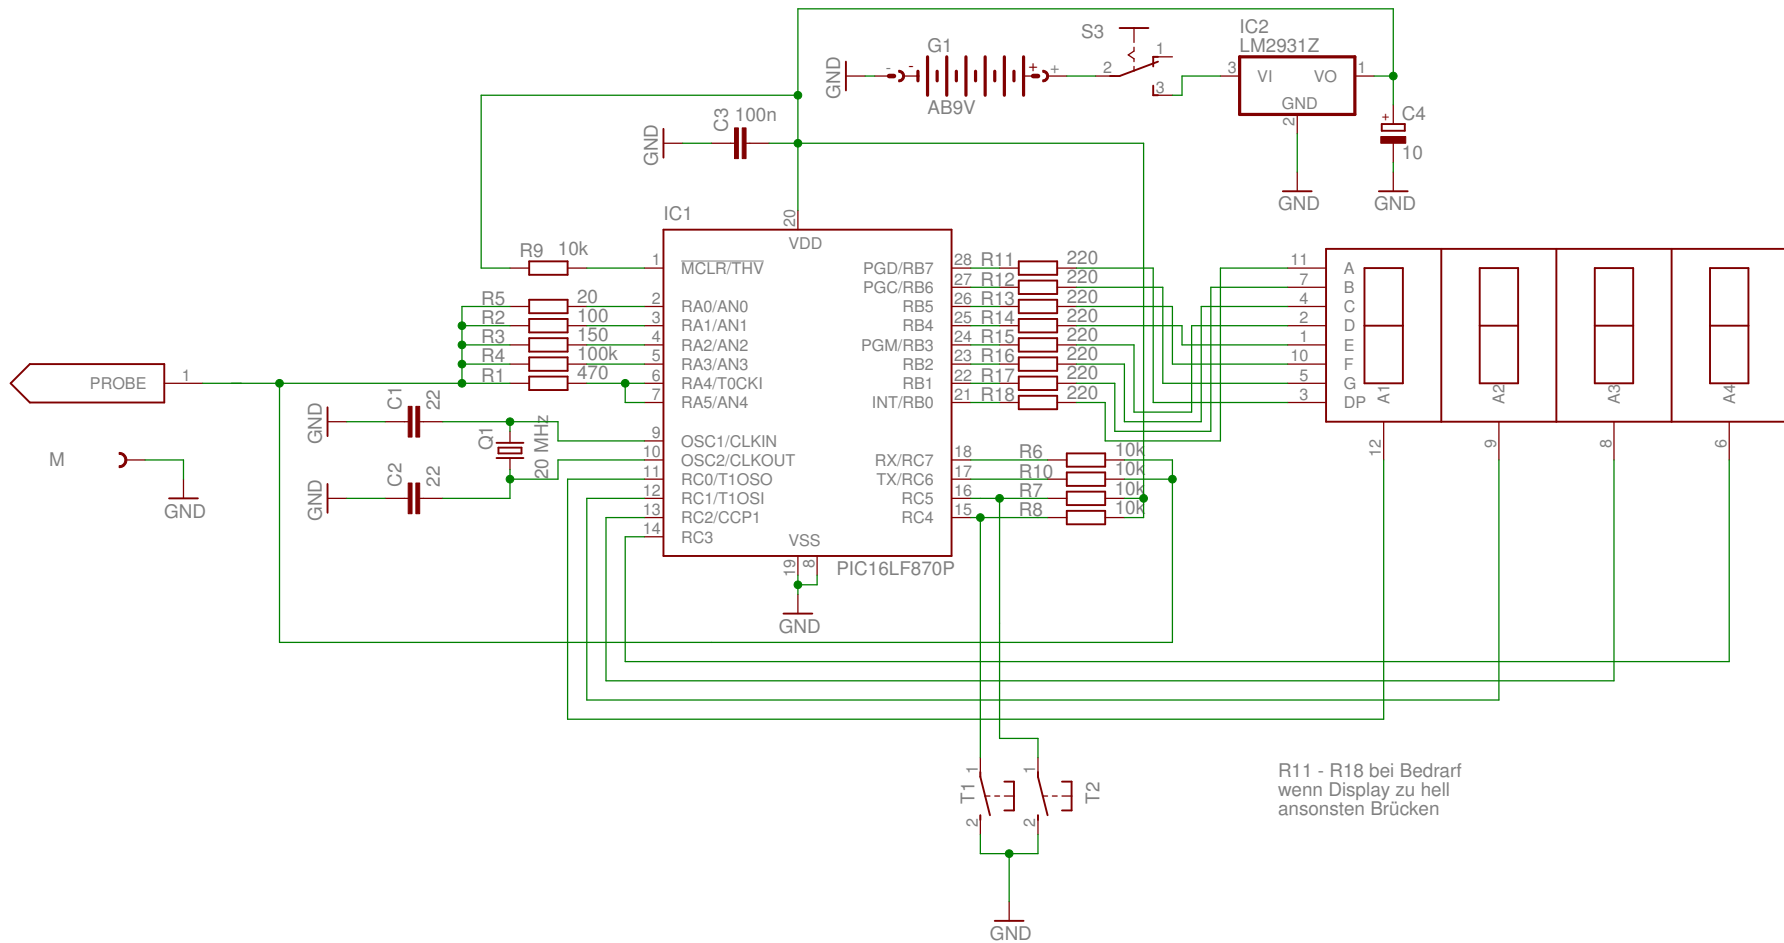 S3
IC2
LM2931Z
GND
G1
AB9V
- -
+ +
2
1
3
3
VI
VO
1
GND
2
GND
C4
+
10
GND
GND
C3
100n
IC1
20
VDD
R9
10k
1
MCLR/THV
R5
20
2
RA0/AN0
R2
100
3
RA1/AN1
R3
150
4
RA2/AN2
R4
100k
5
RA3/AN3
R1
470
6
RA4/T0CKI
7
RA5/AN4
PROBE
1
GND
C1
22
Q1
20 MHz
GND
C2
22
M
GND
9
OSC1/CLKIN
10
OSC2/CLKOUT
11
RC0/T1OSO
12
RC1/T1OSI
13
RC2/CCP1
14
RC3
VSS
19
8
PIC16LF870P
GND
PGD/RB7
28
R11
220
PGC/RB6
27
R12
220
RB5
26
R13
220
RB4
25
R14
220
PGM/RB3
24
R15
220
RB2
23
R16
220
RB1
22
R17
220
INT/RB0
21
R18
220
RX/RC7
18
R6
10k
TX/RC6
17
R10
10k
RC5
16
R7
10k
RC4
15
R8
10k
11
A
7
B
4
C
2
D
1
E
10
F
5
G
3
DP
A1
A2
A3
A4
12
9
8
6
T1
1
2
T2
1
2
GND
R11 - R18 bei Bedrarf
wenn Display zu hell
ansonsten Brücken